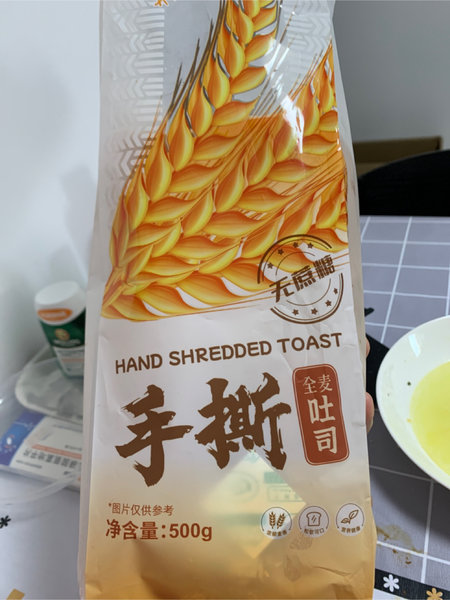 无蔗糖
HAND SHREDDED TOAST
手撕
全麦
吐司
*图片仅供参考
净含量:500g